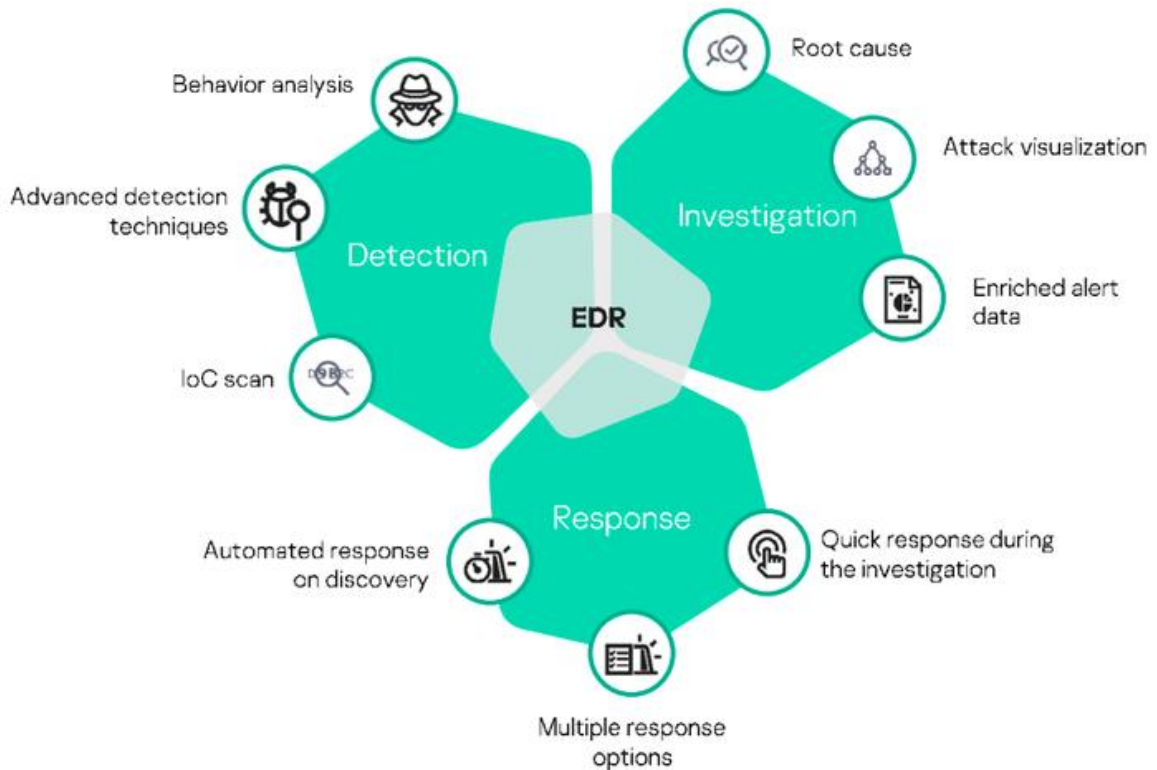 Behavior analysis
Advanced detection
techniques
Detection
IoC scan
Root cause
Attack visualization
Investigation
Enriched alert
data
EDR
Response
Automated response
on discovery
Multiple response
options
Quick response during
the investigation